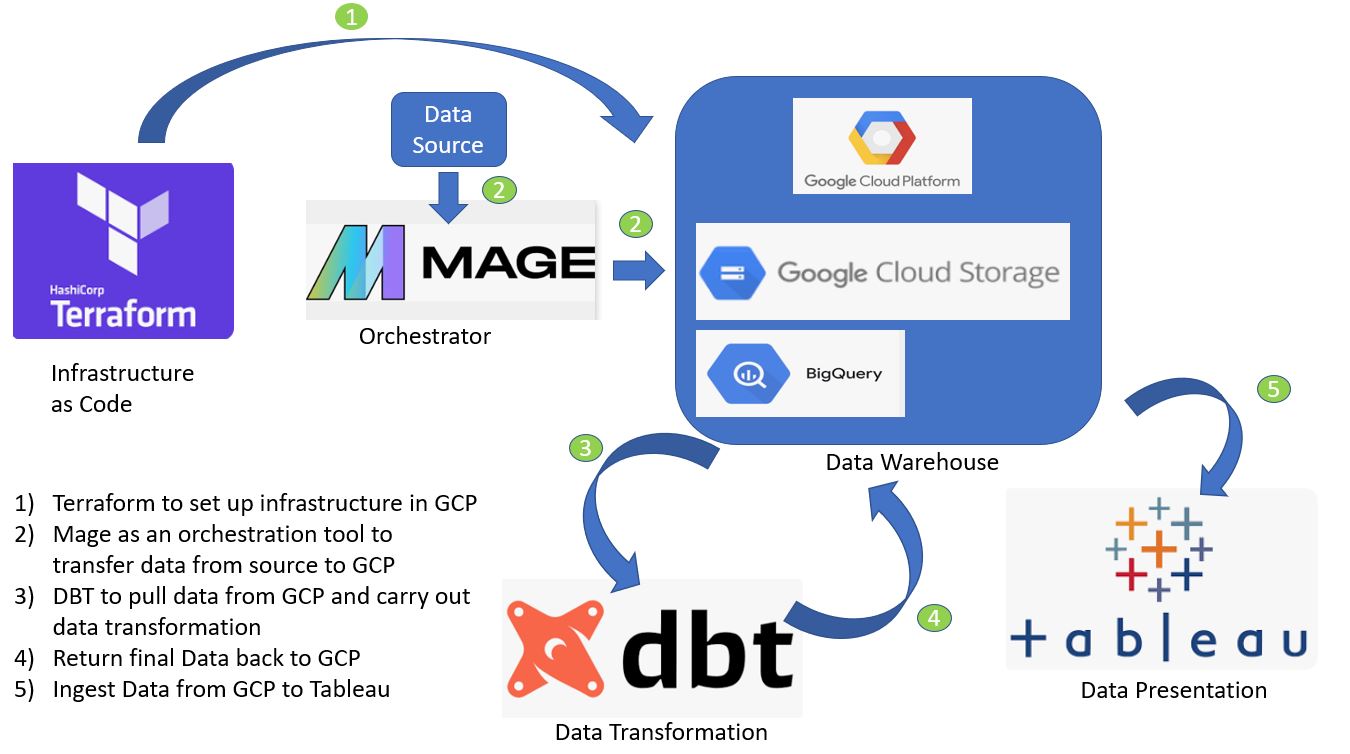 1
Data
Source
2
2
HashiCorp
Terraform
Infrastructure
as Code
MAGE
Orchestrator
Google Cloud Platform
Google Cloud Storage
BigQuery
Data Warehouse
3
4
5
1) Terraform to set up infrastructure in GCP
2) Mage as an orchestration tool to
transfer data from source to GCP
3) DBT to pull data from GCP and carry out
data transformation
4) Return final Data back to GCP
5) Ingest Data from GCP to Tableau
dbt
Data Transformation
+ableau
Data Presentation